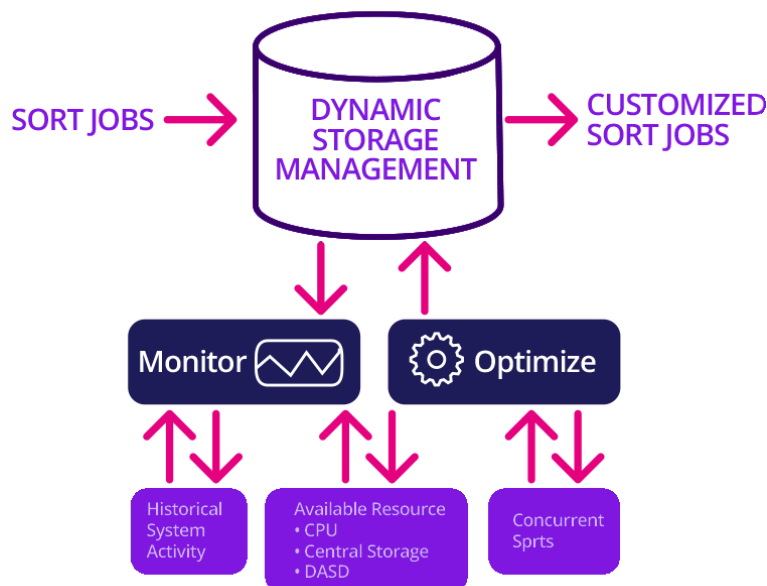 SORT JOBS
DYNAMIC
STORAGE
MANAGEMENT
CUSTOMIZED
SORT JOBS
Monitor
Optimize
Historical
System
Activity
Available Resource
• CPU
• Central Storage
• DASD
Concurrent
Sprts